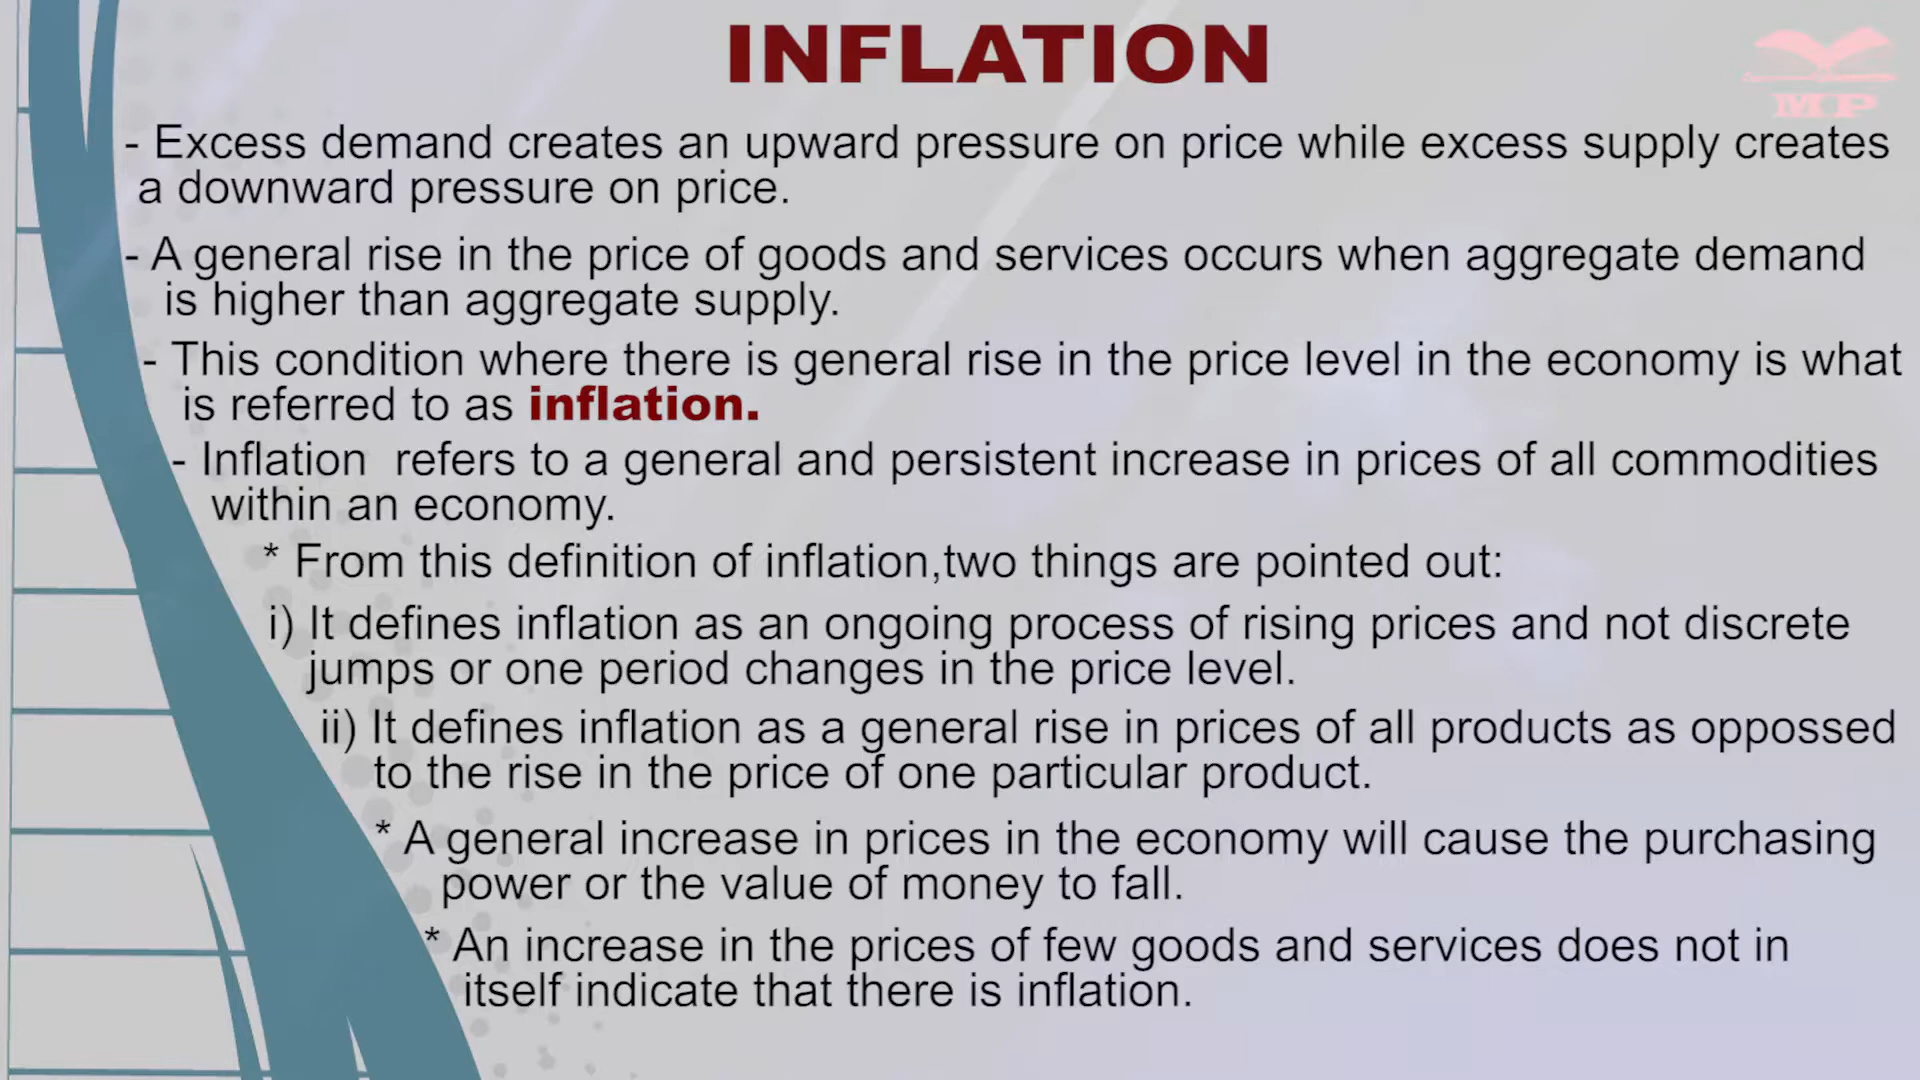 INFLATION
MP
- Excess demand creates an upward pressure on price while excess supply creates
a downward pressure on price.
- A general rise in the price of goods and services occurs when aggregate demand
is higher than aggregate supply.
- This condition where there is general rise in the price level in the economy is what
is referred to as inflation.
- Inflation refers to a general and persistent increase in prices of all commodities
within an economy.
* From this definition of inflation,two things are pointed out:
i) It defines inflation as an ongoing process of rising prices and not discrete
jumps or one period changes in the price level.
ii) It defines inflation as a general rise in prices of all products as oppossed
to the rise in the price of one particular product.
* A general increase in prices in the economy will cause the purchasing
power or the value of money to fall.
* An increase in the prices of few goods and services does not in
itself indicate that there is inflation.